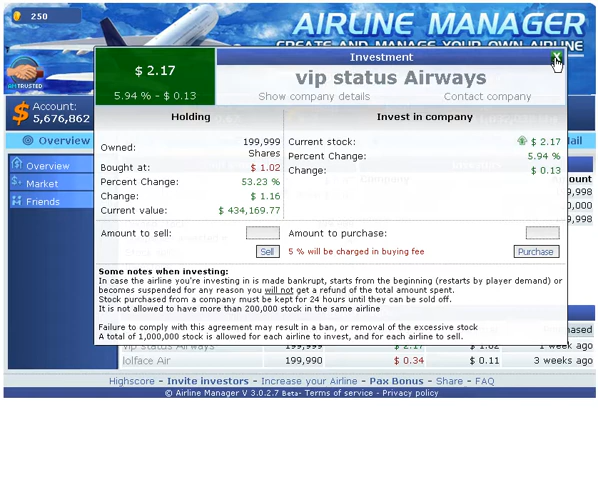 250
AIRLINE MANAGER
CREATE AND MANAGE YOUR OWN AIRLINE
AMTRUSTED
$ 2.17
5.94 % - $ 0.13
Investment
X
vip status Airways
Show company details
Contact company
Account:
5,676,862
Overview
Overview
Market
Friends
Holding
Owned: 199,999 Shares
Bought at: $ 1.02
Percent Change: 53.23 %
Change: $ 1.16
Current value: $ 434,169.77
Amount to sell:
Sell
Invest in company
Current stock: $ 2.17
Percent Change: 5.94 %
Change: $ 0.13
Amount to purchase:
5 % will be charged in buying fee
Purchase
Some notes when investing:
In case the airline you're investing in is made bankrupt, starts from the beginning (restarts by player demand) or
becomes suspended for any reason you will not get a refund of the total amount spent.
Stock purchased from a company must be kept for 24 hours until they can be sold off.
It is not allowed to have more than 200,000 stock in the same airline
Failure to comply with this agreement may result in a ban, or removal of the excessive stock
A total of 1,000,000 stock is allowed for each airline to invest, and for each airline to sell.
vip status Airways 199,999 $ 2.17 $ 1.02 1 week ago
lolface Air 199,990 $ 0.34 $ 0.11 3 weeks ago
Highscore - Invite investors - Increase your Airline - Pax Bonus - Share - FAQ
© Airline Manager V 3.0.2.7 Beta- Terms of service - Privacy policy